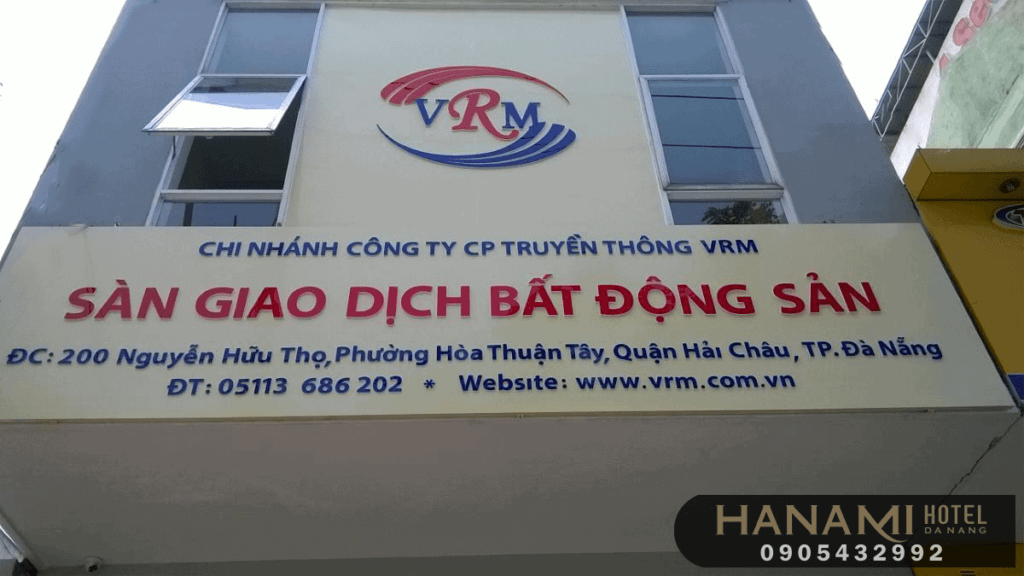 VRM
CHI NHÁNH CÔNG TY CP TRUYỀN THÔNG VRM
SÀN GIAO DỊCH BẤT ĐỘNG SẢN
ĐC: 200 Nguyễn Hữu Thọ, Phường Hòa Thuận Tây, Quận Hải Châu, TP. Đà Nẵng
ĐT: 05113 686 202 * Website: www.vrm.com.vn
HANAMI HOTEL
DA NANG
0905432992